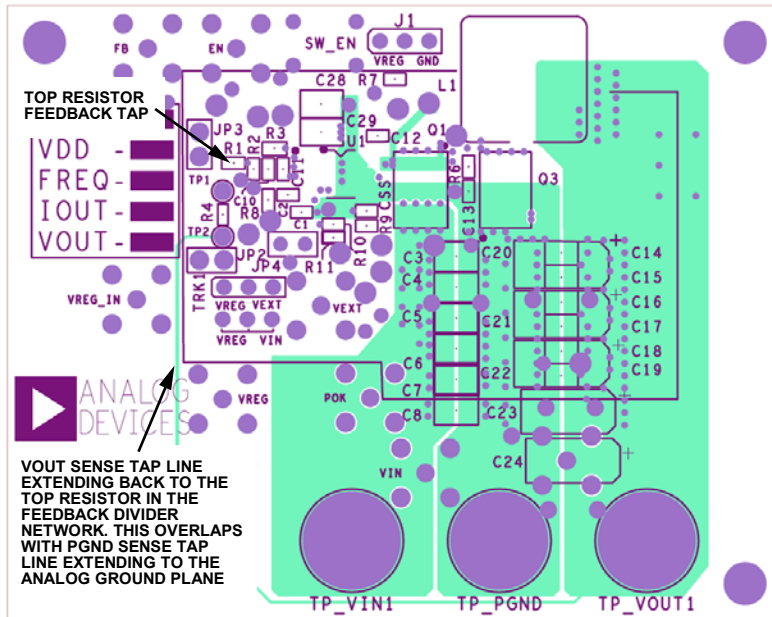 J1
FB
EN
SW_EN
VREG GND
R7
C28
L1
TOP RESISTOR
FEEDBACK TAP
JP3
R1
R2
R3
C29
U1
C12
Q1
VDD -
FREQ -
IOUT -
VOUT -
TP1
C11
R6
Q3
CSS
C10
R4
R8
C2
C13
TP2
C1
R9
R10
R11
JP2
JP4
TRK1
C3
C20
C14
C4
C15
VREG_IN
VREG VEXT
VEXT
C16
C5
C21
C17
VREG VIN
C18
C6
C22
C19
ANALOG
DEVICES
VREG
POK
C7
C23
C8
VIN
C24
VOUT SENSE TAP LINE
EXTENDING BACK TO THE
TOP RESISTOR IN THE
FEEDBACK DIVIDER
NETWORK. THIS OVERLAPS
WITH PGND SENSE TAP
LINE EXTENDING TO THE
ANALOG GROUND PLANE
TP_VIN1
TP_PGND
TP_VOUT1